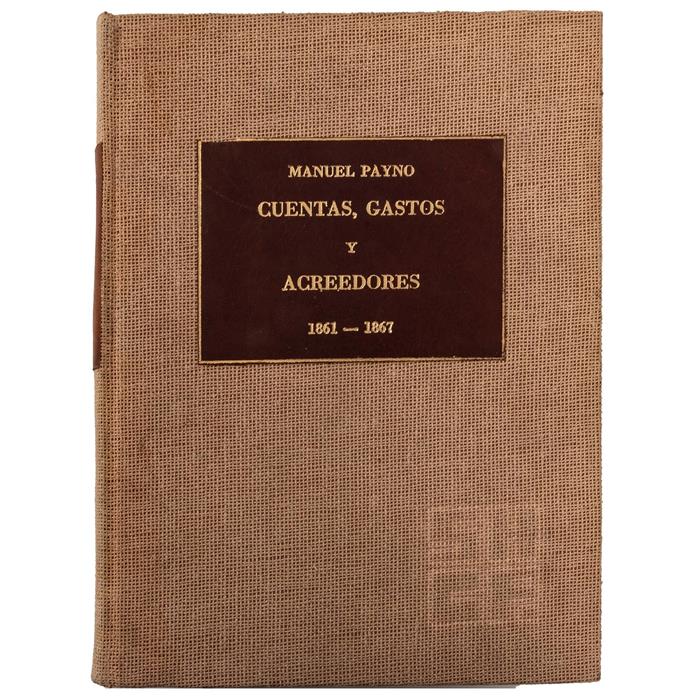 MANUEL PAYNO
CUENTAS, GASTOS
Y
ACREEDORES
1861 — 1867